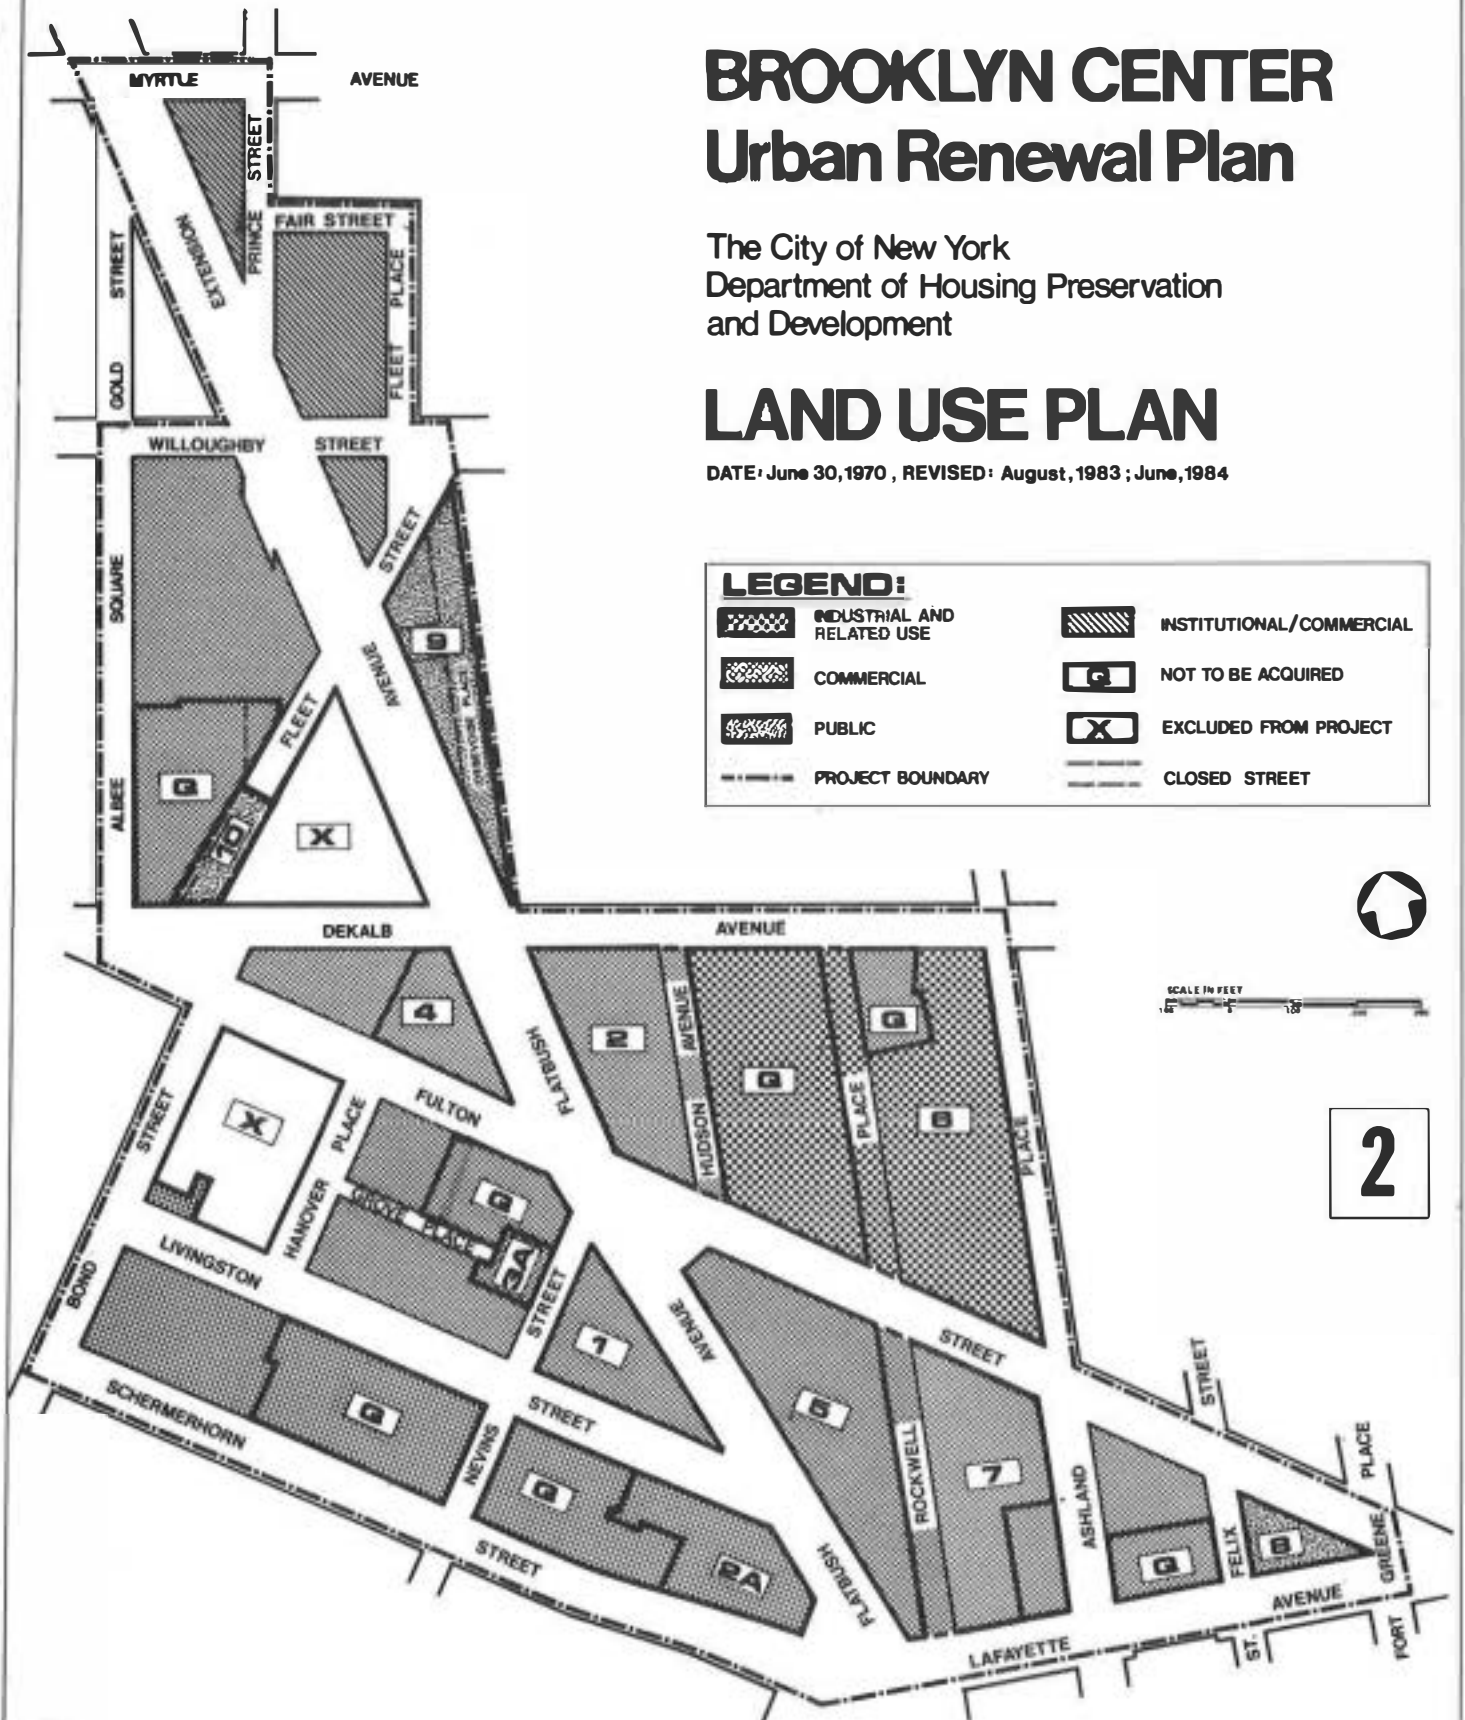 BROOKLYN CENTER
Urban Renewal Plan
The City of New York
Department of Housing Preservation
and Development
LAND USE PLAN
DATE: June 30, 1970, REVISED: August, 1983; June, 1984
LEGEND:
INDUSTRIAL AND
RELATED USE
COMMERCIAL
PUBLIC
PROJECT BOUNDARY
INSTITUTIONAL/COMMERCIAL
Q NOT TO BE ACQUIRED
X EXCLUDED FROM PROJECT
CLOSED STREET
SCALE IN FEET
2
MYRTLE AVENUE
PRINCE STREET
FAIR STREET
EXTENSION
GOLD STREET
FLEET PLACE
WILLOUGHBY STREET
ALBEE SQUARE
FLEET STREET
AVENUE
9
PLACE
Q
10
X
DEKALB AVENUE
4
FLATBUSH
HUDSON AVENUE
Q
Q
PLACE
6
PLACE
FULTON
STREET
X
HANOVER PLACE
GROVE PLACE
Q
3A
BOND STREET
LIVINGSTON
STREET
1
AVENUE
STREET
5
ROCKWELL
7
STREET
SCHERMERHORN
Q
NEVINS
STREET
Q
2A
FLATBUSH
ASHLAND
Q
FELIX
8
GREENE
PLACE
LAFAYETTE AVENUE
ST.
FORT